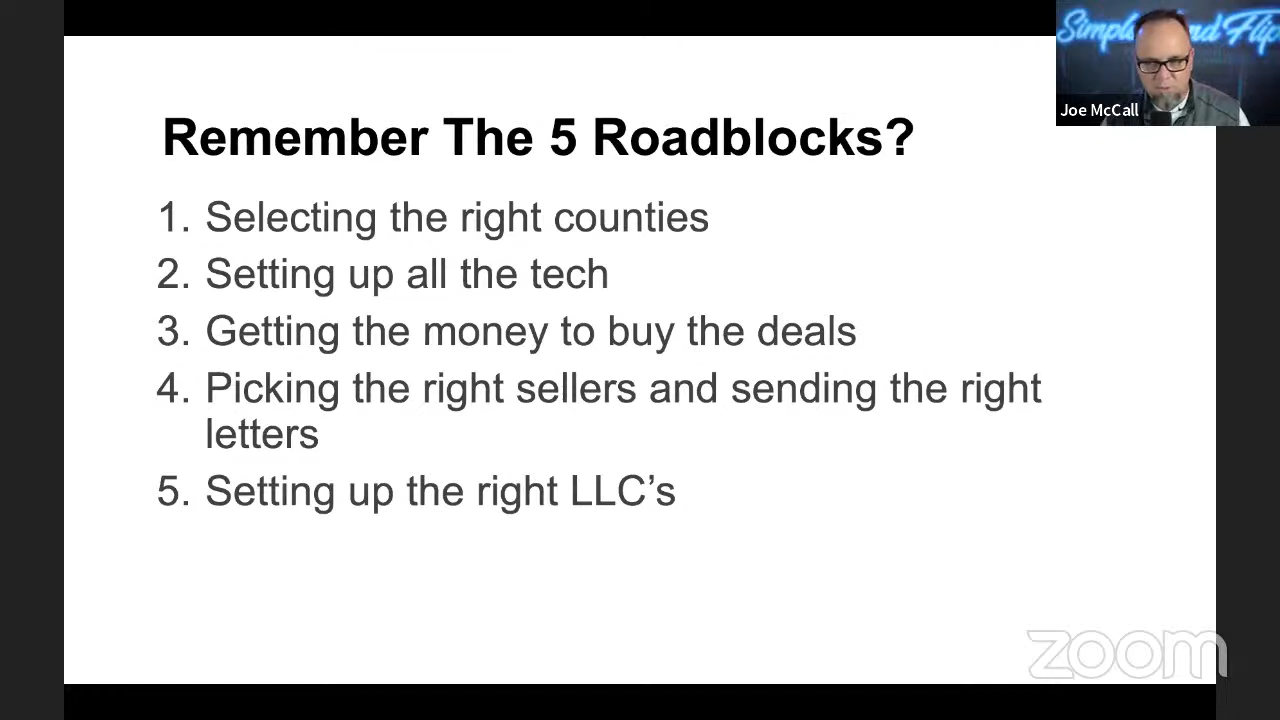 Remember The 5 Roadblocks?
1. Selecting the right counties
2. Setting up all the tech
3. Getting the money to buy the deals
4. Picking the right sellers and sending the right
letters
5. Setting up the right LLC’s
Joe McCall
zoom